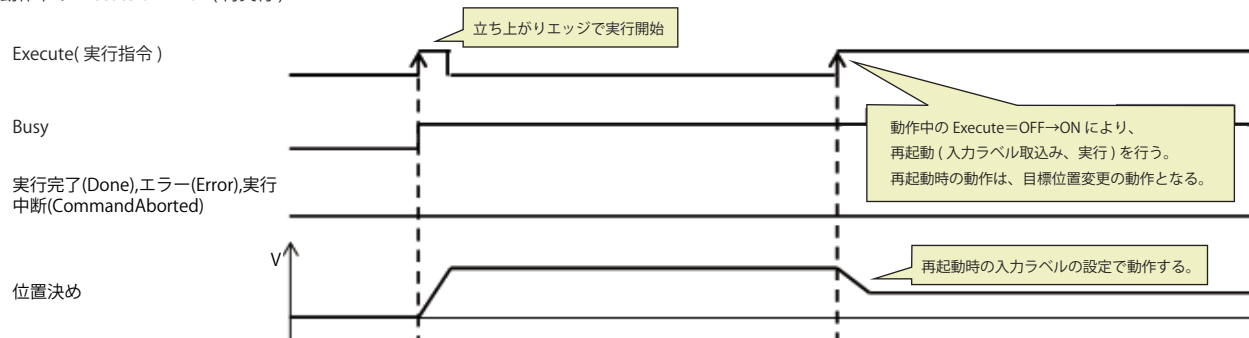 立ち上がりエッジで実行開始
Execute( 実行指令 )
Busy
動作中の Execute＝OFF→ON により、
再起動 ( 入力ラベル取込み、実行 ) を行う。
再起動時の動作は、目標位置変更の動作となる。
実行完了(Done),エラー(Error),実行
中断(CommandAborted)
V
再起動時の入力ラベルの設定で動作する。
位置決め